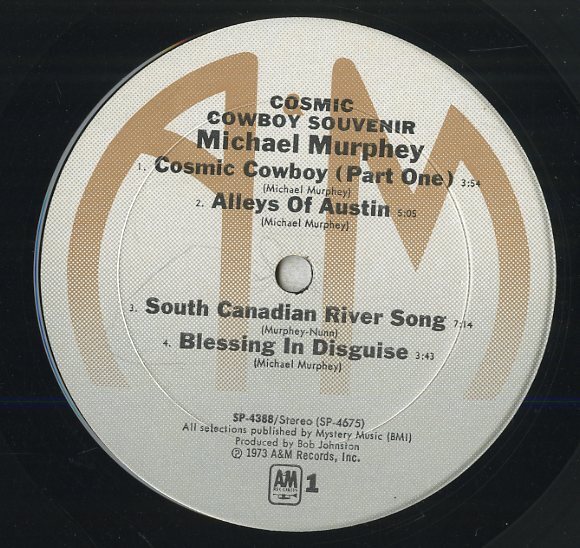 A&M
COSMIC
COWBOY SOUVENIR
Michael Murphey
1. Cosmic Cowboy (Part One) 3:54
(Michael Murphey)
2. Alleys Of Austin 5:05
(Michael Murphey)
3. South Canadian River Song 7:14
(Murphey-Nunn)
4. Blessing In Disguise 3:43
(Michael Murphey)
SP-4388/Stereo (SP-4675)
All selections published by Mystery Music (BMI)
Produced by Bob Johnston
℗ 1973 A&M Records, Inc.
A&M 1
RECORDS